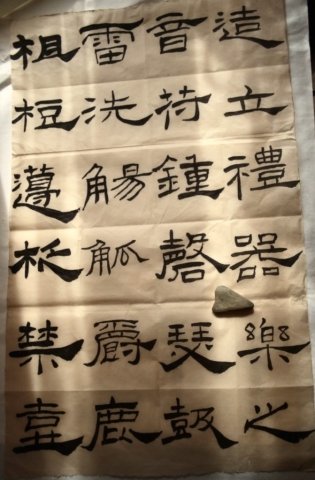 造立禮器樂之
音苻鍾磬瑟鼓
雷洗觴觚爵鹿
柤梪籩柉禁壺